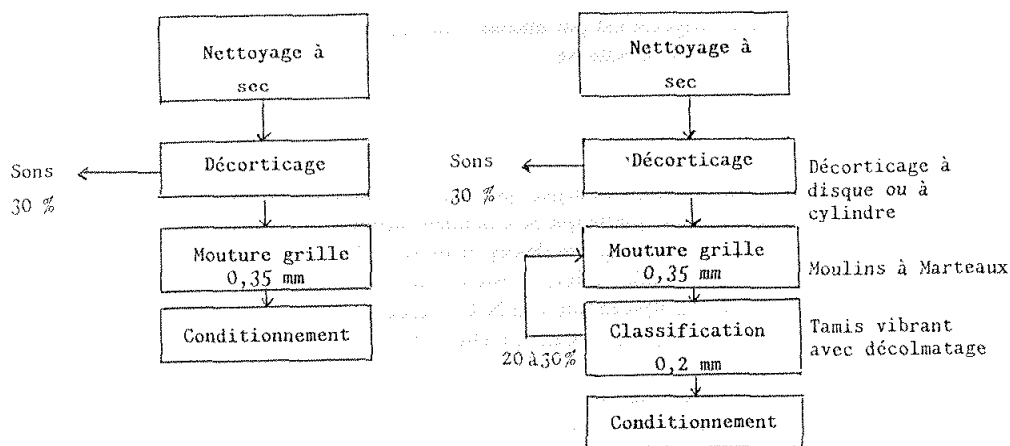 Nettoyage à
sec
Sons
30 %
Décorticage
Mouture grille
0,35 mm
Conditionnement
Nettoyage à
sec
Sons
30 %
Décorticage
Décorticage à
disque ou à
cylindre
Mouture grille
0,35 mm
Moulins à Marteaux
20 à 30%
Classification
0,2 mm
Tamis vibrant
avec décolmatage
Conditionnement